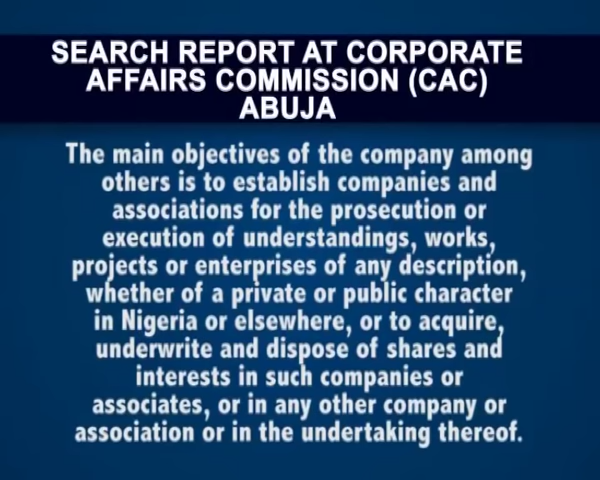 SEARCH REPORT AT CORPORATE
AFFAIRS COMMISSION (CAC)
ABUJA
The main objectives of the company among
others is to establish companies and
associations for the prosecution or
execution of understandings, works,
projects or enterprises of any description,
whether of a private or public character
in Nigeria or elsewhere, or to acquire,
underwrite and dispose of shares and
interests in such companies or
associates, or in any other company or
association or in the undertaking thereof.